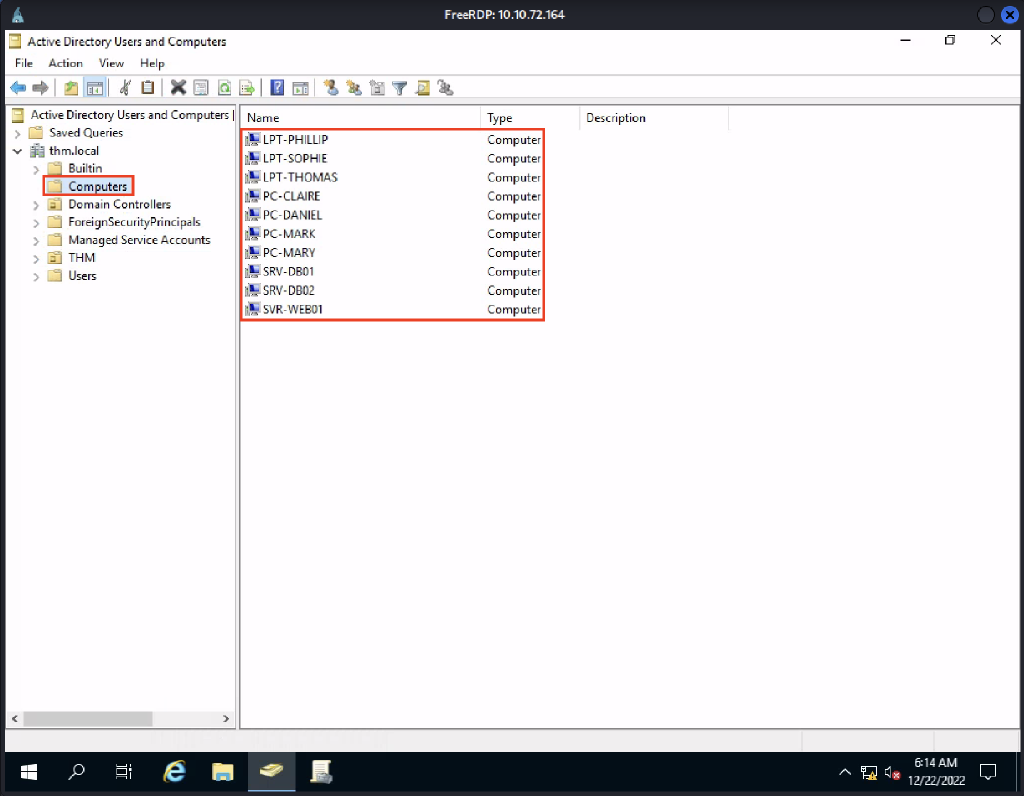 FreeRDP: 10.10.72.164
Active Directory Users and Computers
File Action View Help
Active Directory Users and Computers
Saved Queries
thm.local
Builtin
Computers
Domain Controllers
ForeignSecurityPrincipals
Managed Service Accounts
THM
Users
Name Type Description
LPT-PHILLIP Computer
LPT-SOPHIE Computer
LPT-THOMAS Computer
PC-CLAIRE Computer
PC-DANIEL Computer
PC-MARK Computer
PC-MARY Computer
SRV-DB01 Computer
SRV-DB02 Computer
SVR-WEB01 Computer
6:14 AM
12/22/2022